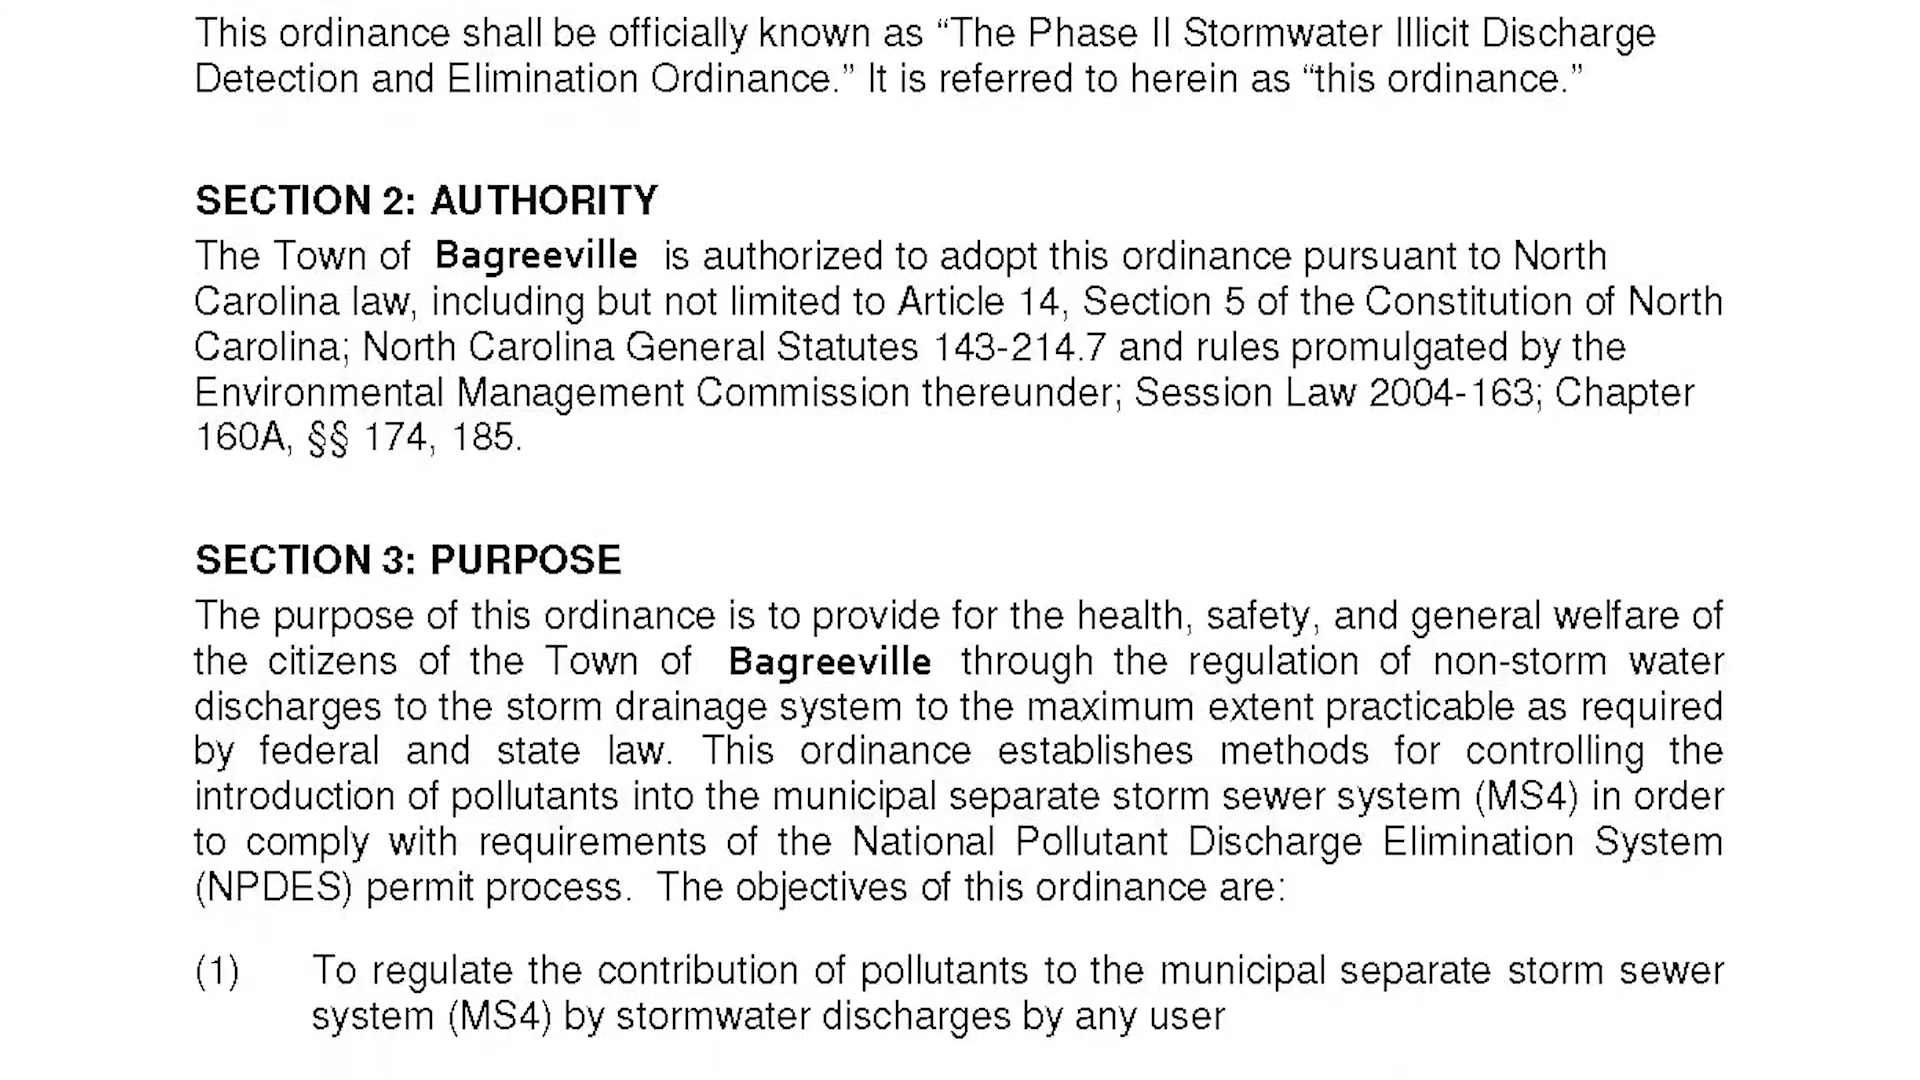 This ordinance shall be officially known as “The Phase II Stormwater Illicit Discharge
Detection and Elimination Ordinance.” It is referred to herein as “this ordinance.”
SECTION 2: AUTHORITY
The Town of Bagreeville is authorized to adopt this ordinance pursuant to North
Carolina law, including but not limited to Article 14, Section 5 of the Constitution of North
Carolina; North Carolina General Statutes 143-214.7 and rules promulgated by the
Environmental Management Commission thereunder; Session Law 2004-163; Chapter
160A, §§ 174, 185.
SECTION 3: PURPOSE
The purpose of this ordinance is to provide for the health, safety, and general welfare of
the citizens of the Town of Bagreeville through the regulation of non-storm water
discharges to the storm drainage system to the maximum extent practicable as required
by federal and state law. This ordinance establishes methods for controlling the
introduction of pollutants into the municipal separate storm sewer system (MS4) in order
to comply with requirements of the National Pollutant Discharge Elimination System
(NPDES) permit process. The objectives of this ordinance are:
(1) To regulate the contribution of pollutants to the municipal separate storm sewer
system (MS4) by stormwater discharges by any user